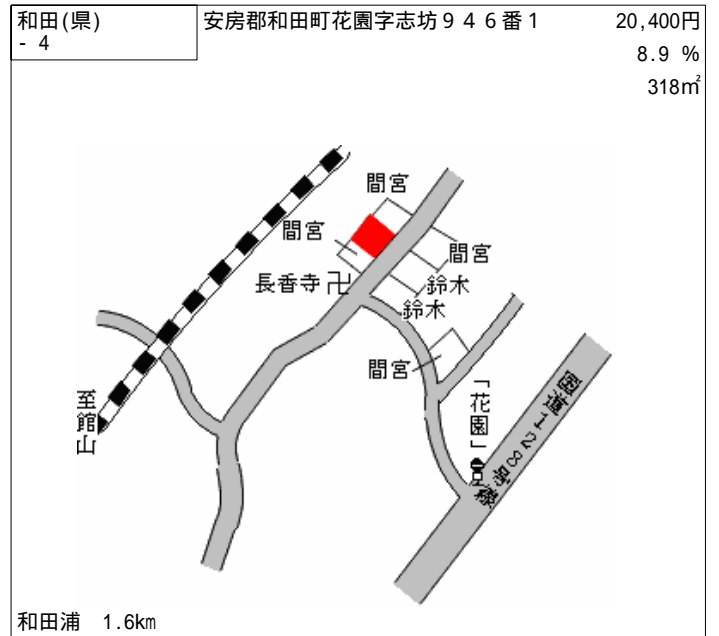 和田(県)
- 4
安房郡和田町花園字志坊９４６番１
20,400円
8.9 %
318㎡
間宮
間宮
間宮
長香寺卍
鈴木
鈴木
間宮
「花園」
国道128号線
至館山
和田浦 1.6km